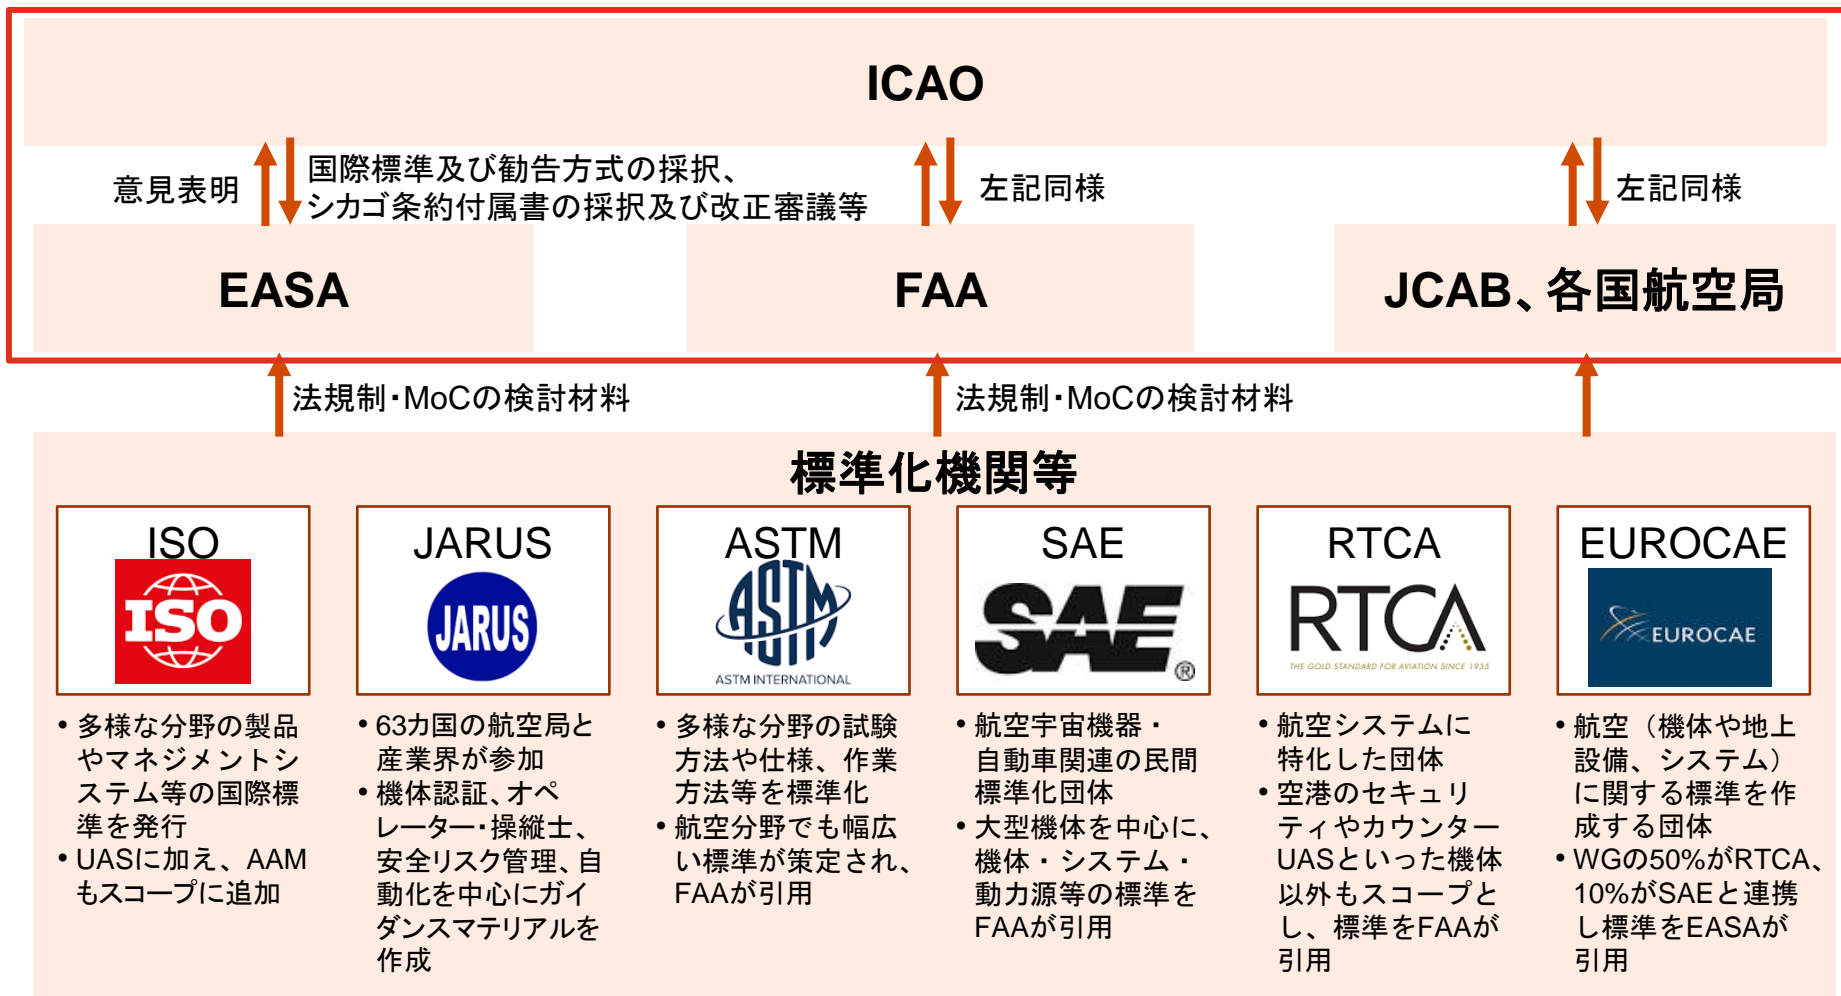 ICAO
意見表明
国際標準及び勧告方式の採択、
シカゴ条約付属書の採択及び改正審議等
左記同様
左記同様
EASA
FAA
JCAB、各国航空局
法規制・MoCの検討材料
法規制・MoCの検討材料
標準化機関等
ISO
ISO
• 多様な分野の製品
やマネジメントシ
ステム等の国際標
準を発行
• UASに加え、AAM
もスコープに追加
JARUS
JARUS
• 63カ国の航空局と
産業界が参加
• 機体認証、オペ
レーター・操縦士、
安全リスク管理、自
動化を中心にガイ
ダンスマテリアルを
作成
ASTM
ASTM
ASTM INTERNATIONAL
• 多様な分野の試験
方法や仕様、作業
方法等を標準化
• 航空分野でも幅広
い標準が策定され、
FAAが引用
SAE
SAE®
• 航空宇宙機器・
自動車関連の民間
標準化団体
• 大型機体を中心に、
機体・システム・
動力源等の標準を
FAAが引用
RTCA
RTCA
THE GOLD STANDARD FOR AVIATION SINCE 1935
• 航空システムに
特化した団体
• 空港のセキュリ
ティやカウンター
UASといった機体
以外もスコープと
し、標準をFAAが
引用
EUROCAE
EUROCAE
• 航空（機体や地上
設備、システム）
に関する標準を作
成する団体
• WGの50%がRTCA、
10%がSAEと連携
し標準をEASAが
引用